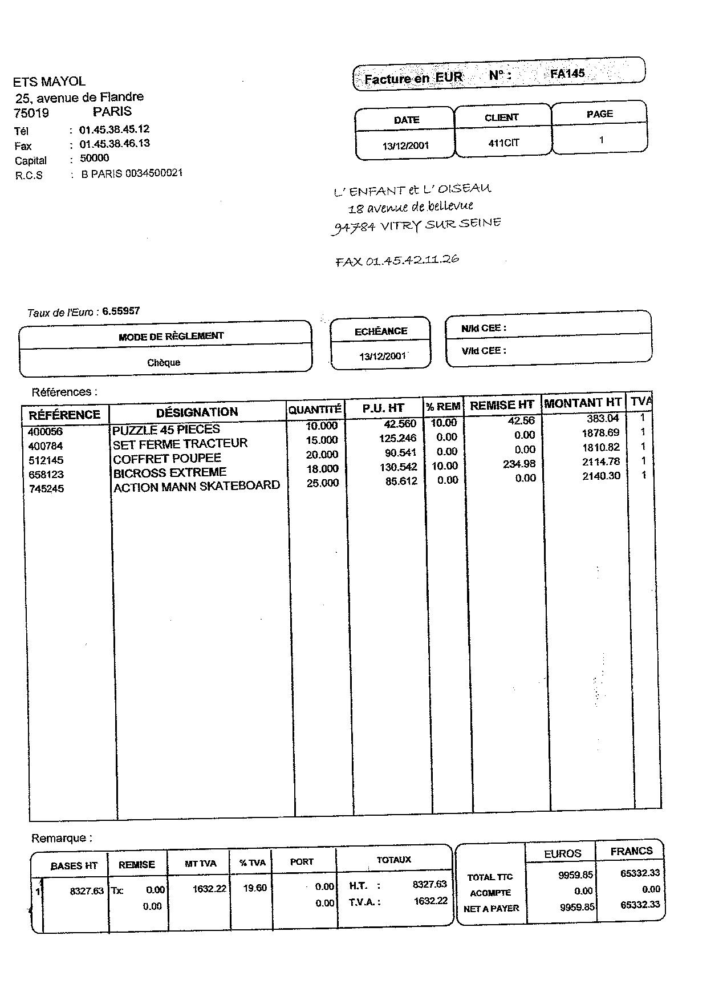 ETS MAYOL
25, avenue de Flandre
75019 PARIS
Tél : 01.45.38.45.12
Fax : 01.45.38.46.13
Capital : 50000
R.C.S : B PARIS 0034500021
Facture en EUR N° : FA145
DATE CLIENT PAGE
13/12/2001 411CIT 1
L' ENFANT et L' OISEAU
18 avenue de bellevue
94784 VITRY SUR SEINE
FAX 01.45.42.11.26
Taux de l'Euro : 6.55957
MODE DE RÈGLEMENT
Chèque
ECHÉANCE
13/12/2001
N/Id CEE :
V/Id CEE :
Références :
RÉFÉRENCE DÉSIGNATION QUANTITÉ P.U. HT % REM REMISE HT MONTANT HT TVA
400056 PUZZLE 45 PIECES 10.000 42.560 10.00 42.56 383.04 1
400784 SET FERME TRACTEUR 15.000 125.246 0.00 0.00 1878.69 1
512145 COFFRET POUPEE 20.000 90.541 0.00 0.00 1810.82 1
658123 BICROSS EXTREME 18.000 130.542 10.00 234.98 2114.78 1
745245 ACTION MANN SKATEBOARD 25.000 85.612 0.00 0.00 2140.30 1
Remarque :
BASES HT REMISE MT TVA % TVA PORT TOTAUX
1 8327.63 Tx: 0.00 1632.22 19.60 0.00 H.T. : 8327.63
0.00 0.00 T.V.A. : 1632.22
EUROS FRANCS
TOTAL TTC 9959.85 65332.33
ACOMPTE 0.00 0.00
NET A PAYER 9959.85 65332.33